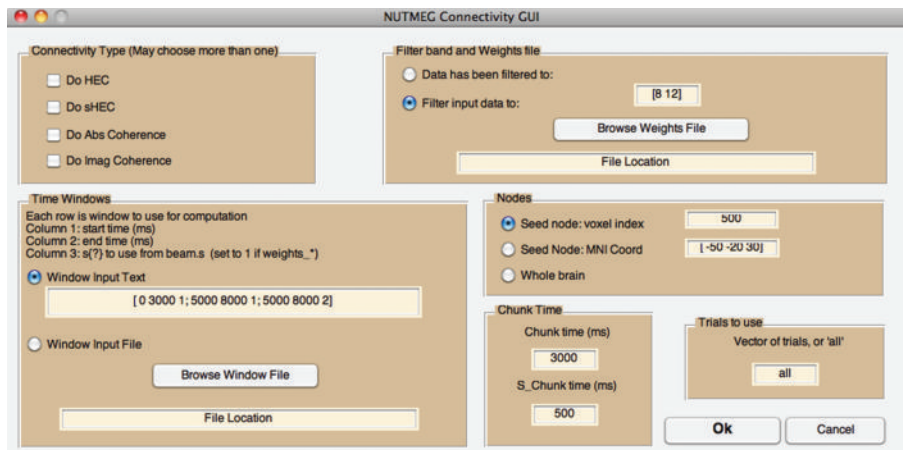 NUTMEG Connectivity GUI
Connectivity Type (May choose more than one)
Do HEC
Do sHEC
Do Abs Coherence
Do Imag Coherence
Filter band and Weights file
Data has been filtered to:
Filter input data to:
[8 12]
Browse Weights File
File Location
Time Windows
Each row is window to use for computation
Column 1: start time (ms)
Column 2: end time (ms)
Column 3: s{?} to use from beam.s (set to 1 if weights_*)
Window Input Text
[ 0 3000 1; 5000 8000 1; 5000 8000 2]
Window Input File
Browse Window File
File Location
Nodes
Seed node: voxel index
500
Seed Node: MNI Coord
[ -50 -20 30]
Whole brain
Chunk Time
Chunk time (ms)
3000
S_Chunk time (ms)
500
Trials to use
Vector of trials, or 'all'
all
Ok
Cancel